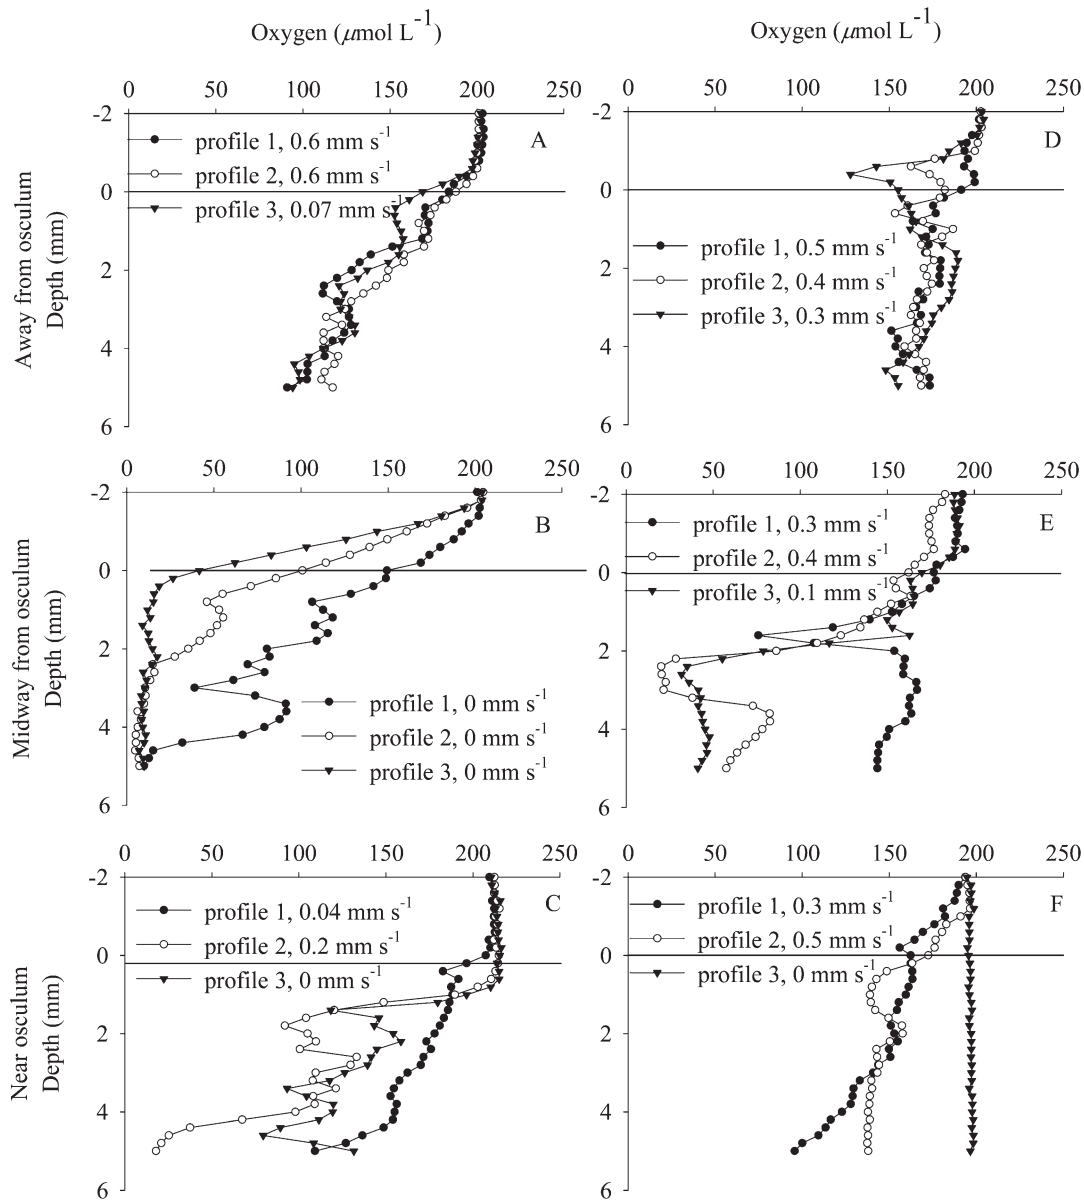 Oxygen (μmol L-1)
Oxygen (μmol L-1)
0 50 100 150 200 250
-2
0
2
4
6
Away from osculum
Depth (mm)
A
profile 1, 0.6 mm s-1
profile 2, 0.6 mm s-1
profile 3, 0.07 mm s-1
0 50 100 150 200 250
-2
0
2
4
6
D
profile 1, 0.5 mm s-1
profile 2, 0.4 mm s-1
profile 3, 0.3 mm s-1
0 50 100 150 200 250
-2
0
2
4
6
Midway from osculum
Depth (mm)
B
profile 1, 0 mm s-1
profile 2, 0 mm s-1
profile 3, 0 mm s-1
0 50 100 150 200 250
-2
0
2
4
6
E
profile 1, 0.3 mm s-1
profile 2, 0.4 mm s-1
profile 3, 0.1 mm s-1
0 50 100 150 200 250
-2
0
2
4
6
Near osculum
Depth (mm)
C
profile 1, 0.04 mm s-1
profile 2, 0.2 mm s-1
profile 3, 0 mm s-1
0 50 100 150 200 250
-2
0
2
4
6
F
profile 1, 0.3 mm s-1
profile 2, 0.5 mm s-1
profile 3, 0 mm s-1